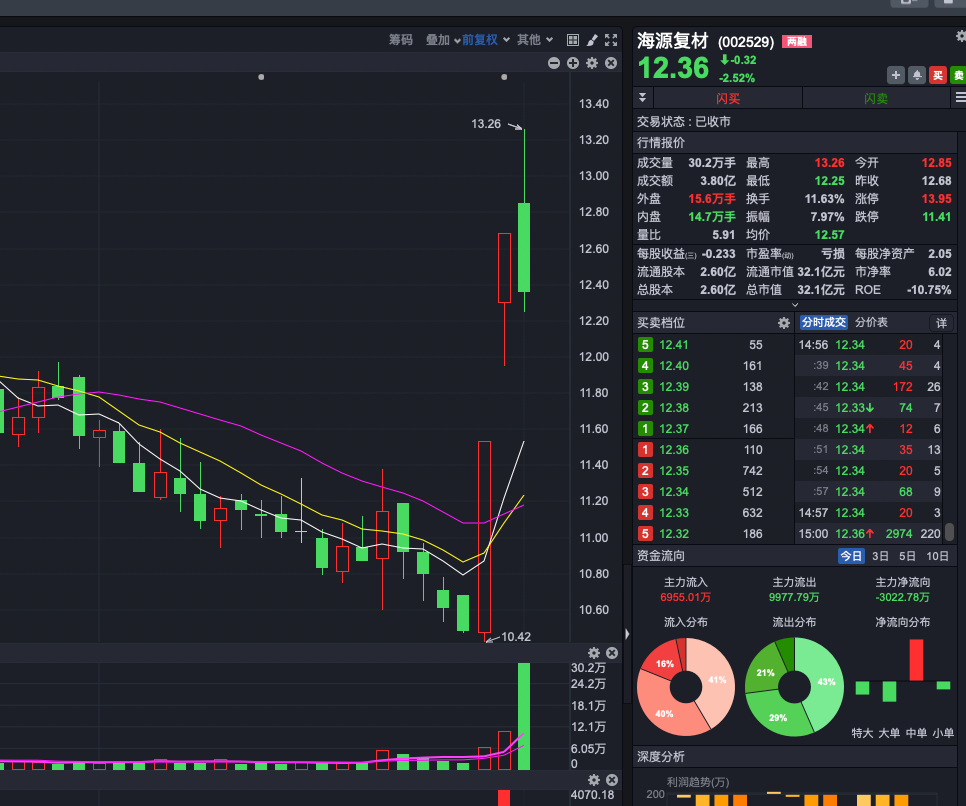 筹码 叠加 前复权 其他
13.40
13.20
13.00
12.80
12.60
12.40
12.20
12.00
11.80
11.60
11.40
11.20
11.00
10.80
10.60
13.26
10.42
30.2万
24.2万
18.1万
12.1万
6.05万
0
4070.18
海源复材 (002529) 两融
12.36 -0.32
-2.52%
买 卖
闪买 闪卖
交易状态：已收市
行情报价
成交量 30.2万手 最高 13.26 今开 12.85
成交额 3.80亿 最低 12.25 昨收 12.68
外盘 15.6万手 换手 11.63% 涨停 13.95
内盘 14.7万手 振幅 7.97% 跌停 11.41
量比 5.91 均价 12.57
每股收益(三) -0.233 市盈率(动) 亏损 每股净资产 2.05
流通股本 2.60亿 流通市值 32.1亿元 市净率 6.02
总股本 2.60亿 总市值 32.1亿元 ROE -10.75%
买卖档位
5 12.41 55
4 12.40 161
3 12.39 138
2 12.38 213
1 12.37 166
1 12.36 110
2 12.35 742
3 12.34 512
4 12.33 632
5 12.32 186
分时成交 分价表 详
14:56 12.34 20 4
:39 12.34 45 4
:42 12.34 172 26
:45 12.33↓ 74 7
:48 12.34↑ 12 6
:51 12.34 35 13
:54 12.34 20 5
:57 12.34 68 9
14:57 12.34 20 3
15:00 12.36↑ 2974 220
资金流向 今日 3日 5日 10日
主力流入 主力流出 主力净流向
6955.01万 9977.79万 -3022.78万
流入分布 流出分布 净流向分布
16% 41% 40%
21% 43% 29%
特大 大单 中单 小单
深度分析
利润趋势(万)
200